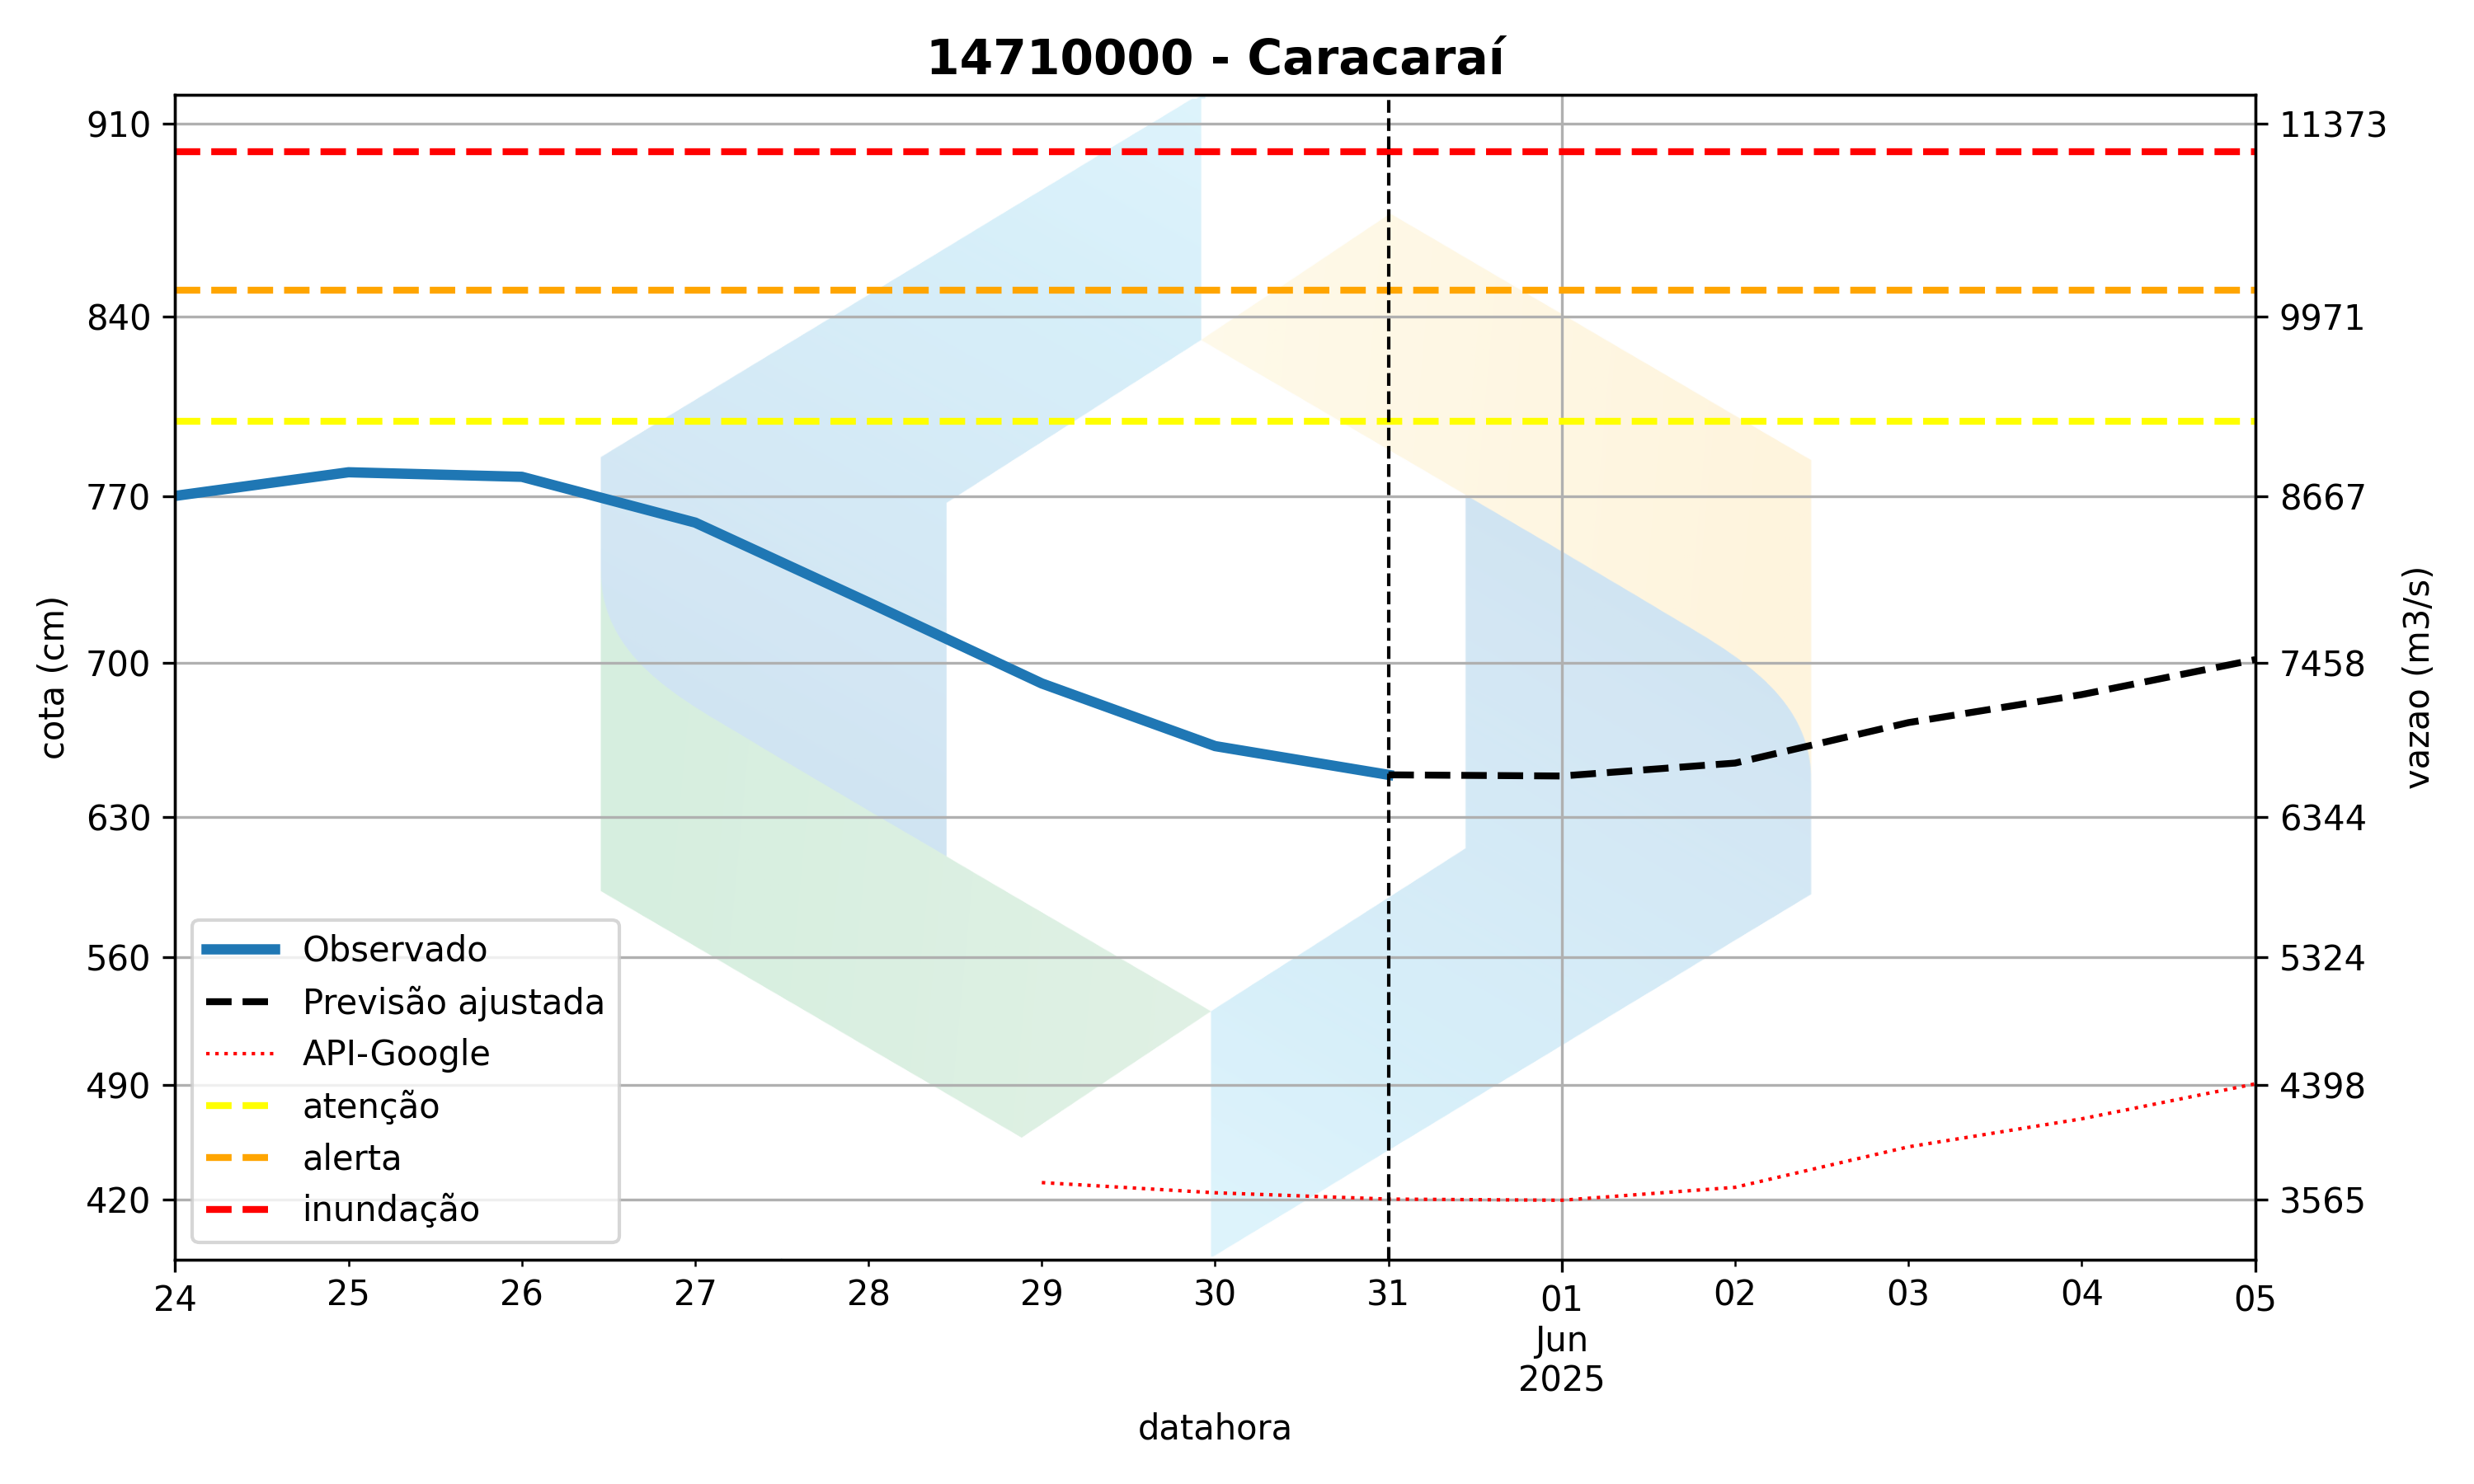 14710000 - Caracaraí
910
840
770
700
630
560
490
420
cota (cm)
11373
9971
8667
7458
6344
5324
4398
3565
vazao (m3/s)
Observado
Previsão ajustada
API-Google
atenção
alerta
inundação
24 25 26 27 28 29 30 31 01 02 03 04 05
Jun
2025
datahora